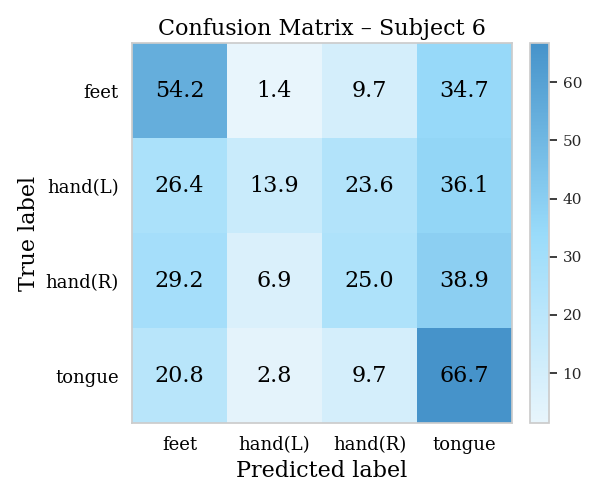 Confusion Matrix – Subject 6
feet 54.2 1.4 9.7 34.7
hand(L) 26.4 13.9 23.6 36.1
hand(R) 29.2 6.9 25.0 38.9
tongue 20.8 2.8 9.7 66.7
feet hand(L) hand(R) tongue
Predicted label
True label
60
50
40
30
20
10